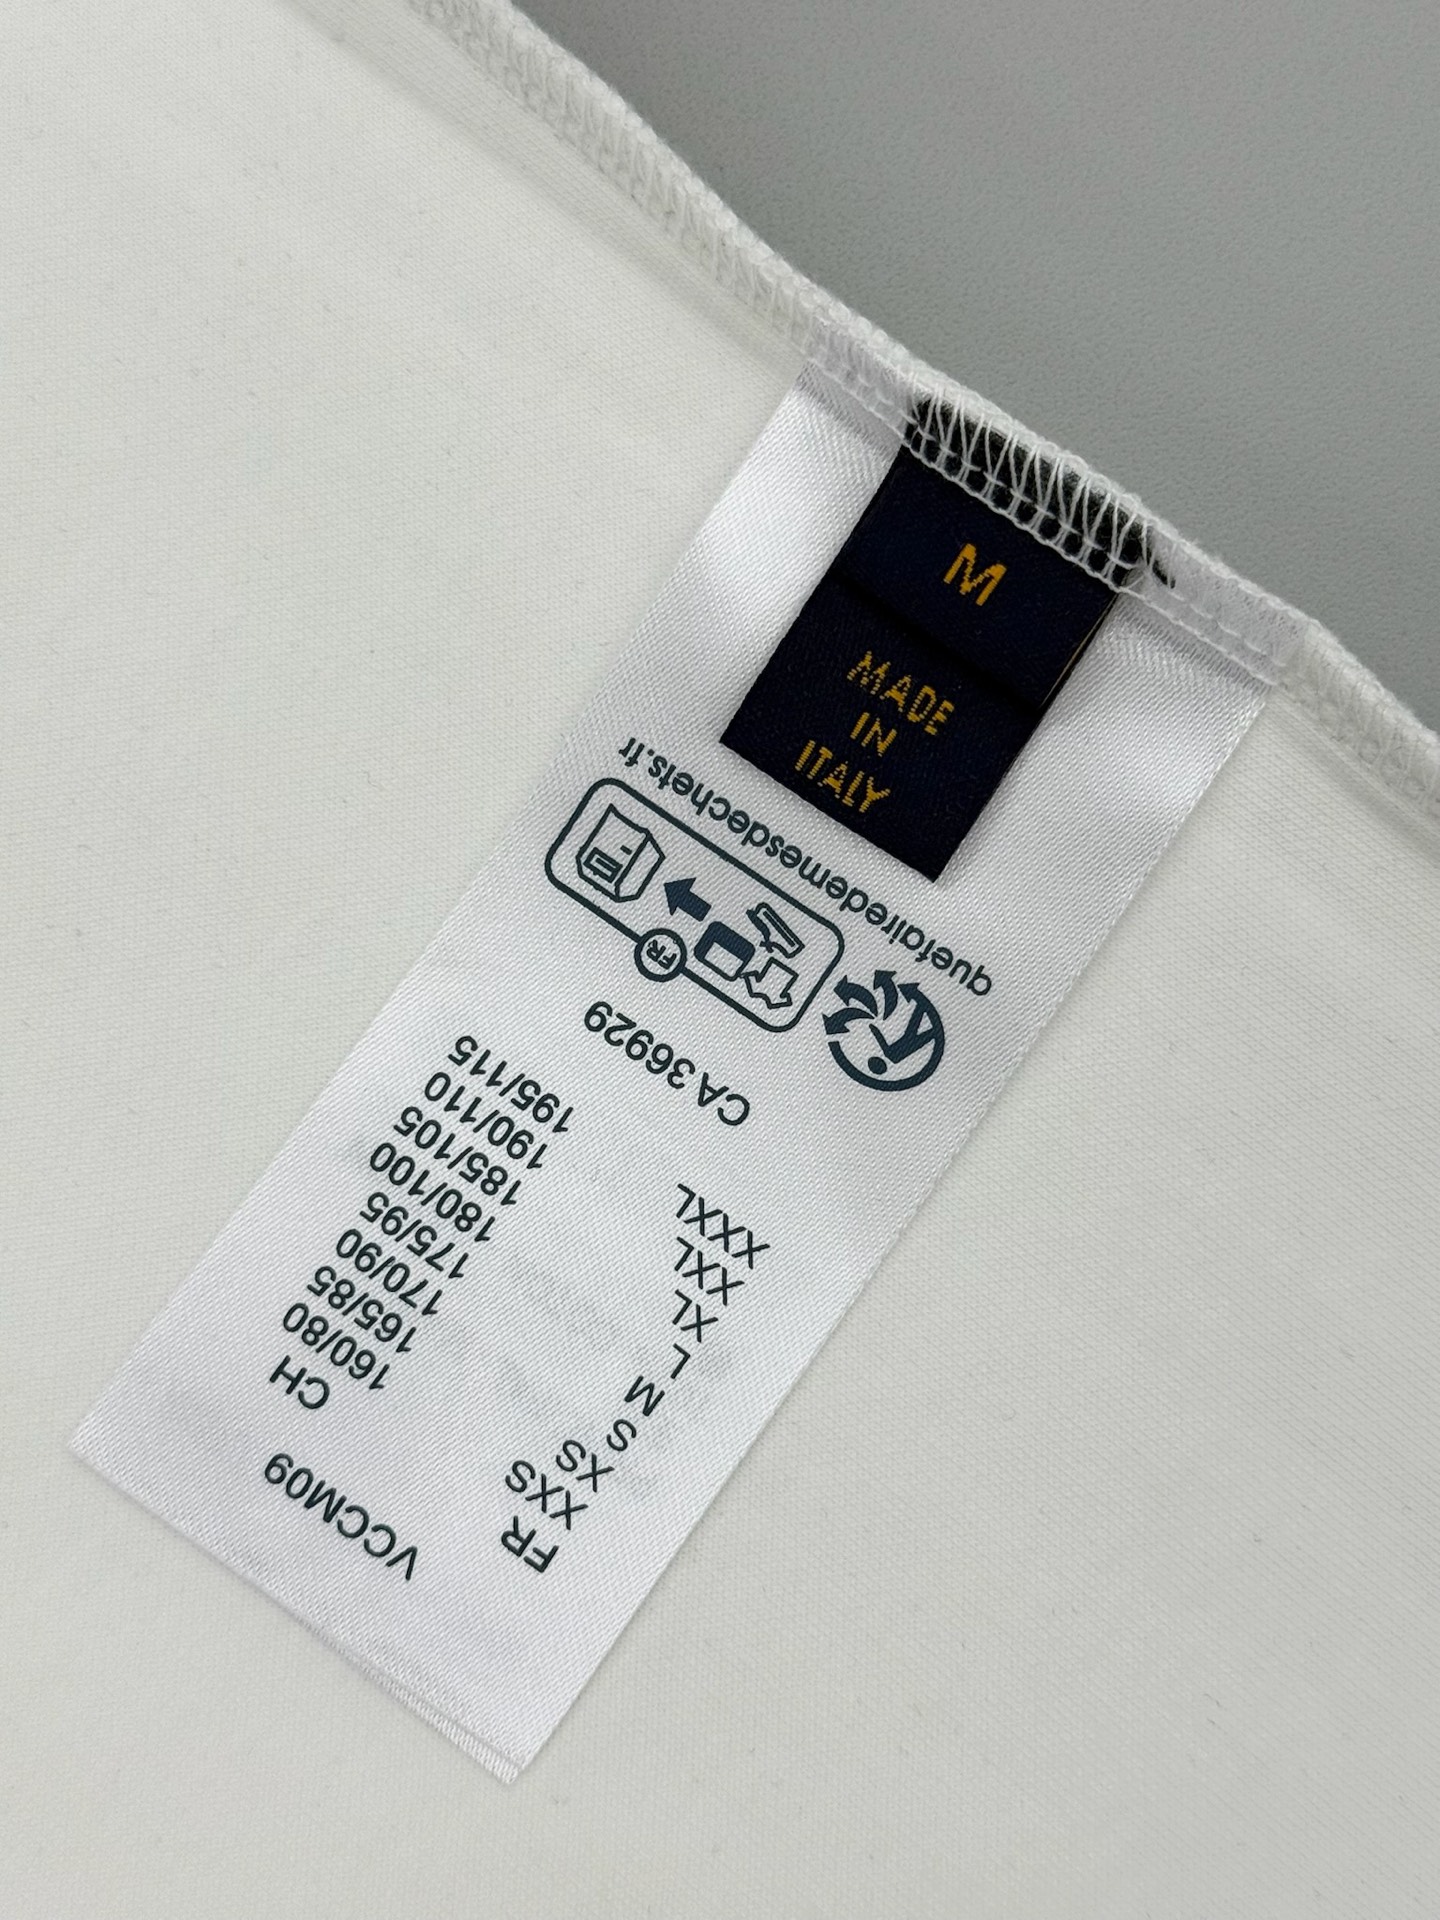 M
MADE
IN
ITALY
VCCM09
FR CH
XXS 160/80
XS 165/85
S 170/90
M 175/95
L 180/100
XL 185/105
XXL 190/110
XXXL 195/115
CA 36929
FR
quefairedemesdechets.fr